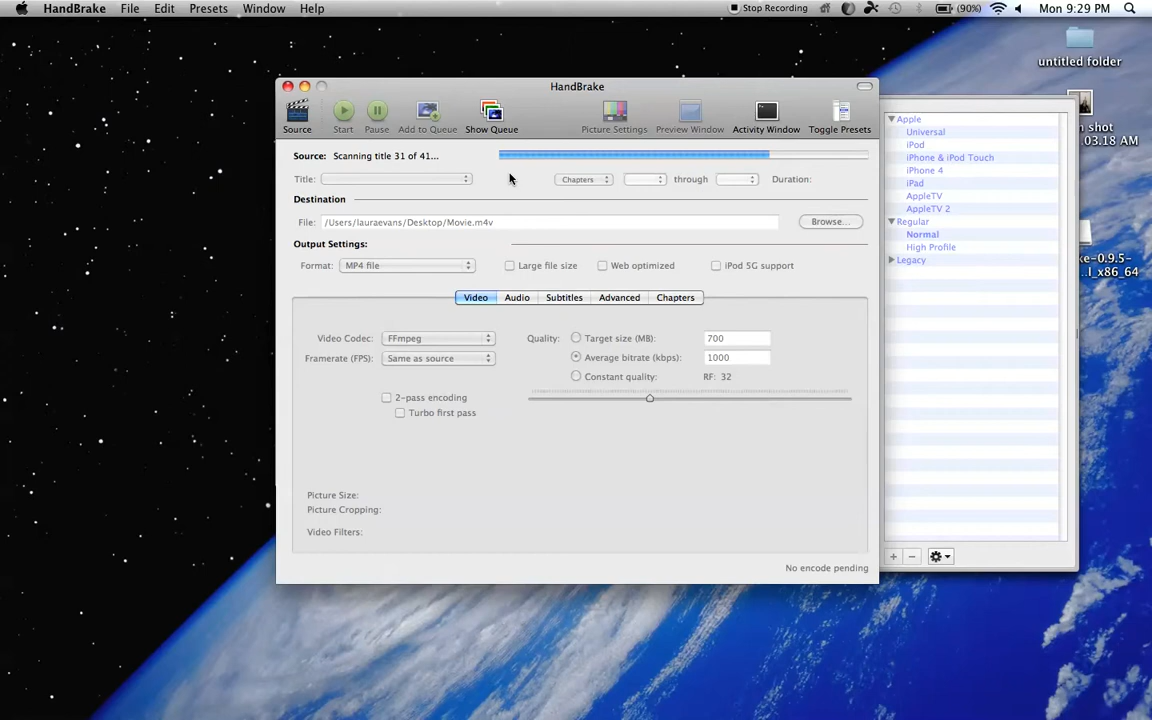 HandBrake File Edit Presets Window Help Stop Recording (90%) Mon 9:29 PM
untitled folder
HandBrake
Source Start Pause Add to Queue Show Queue Picture Settings Preview Window Activity Window Toggle Presets
n shot
:03.18 AM
Source: Scanning title 31 of 41...
Title: Chapters through Duration:
Destination
File: /Users/lauraevans/Desktop/Movie.m4v Browse...
Output Settings:
Format: MP4 file Large file size Web optimized iPod 5G support
Video Audio Subtitles Advanced Chapters
Video Codec: FFmpeg Quality: Target size (MB): 700
Framerate (FPS): Same as source Average bitrate (kbps): 1000
Constant quality: RF: 32
2-pass encoding
Turbo first pass
Picture Size:
Picture Cropping:
Video Filters:
No encode pending
Apple
Universal
iPod
iPhone & iPod Touch
iPhone 4
iPad
AppleTV
AppleTV 2
Regular
Normal
High Profile
Legacy
ke-0.9.5-
..I_x86_64